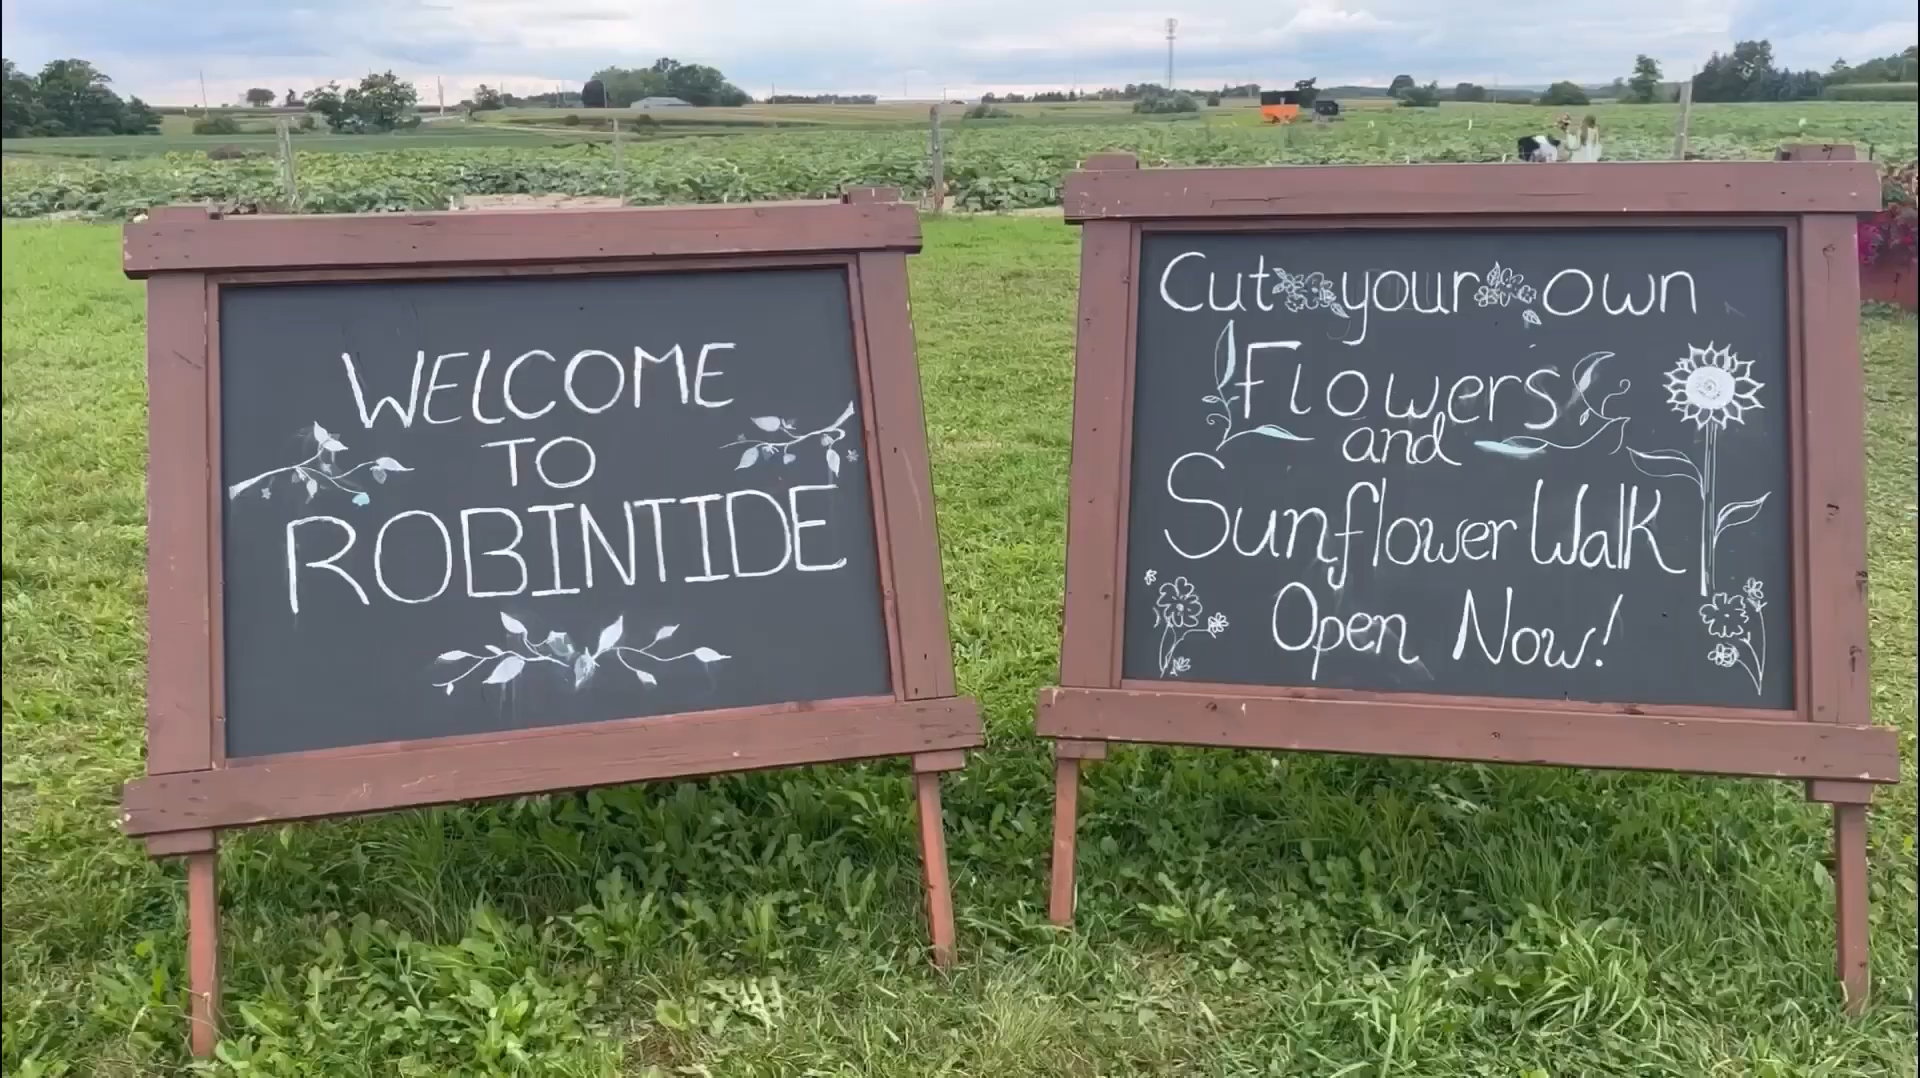 WELCOME
TO
ROBINTIDE
Cut your own
Flowers
and
Sunflower Walk
Open Now!